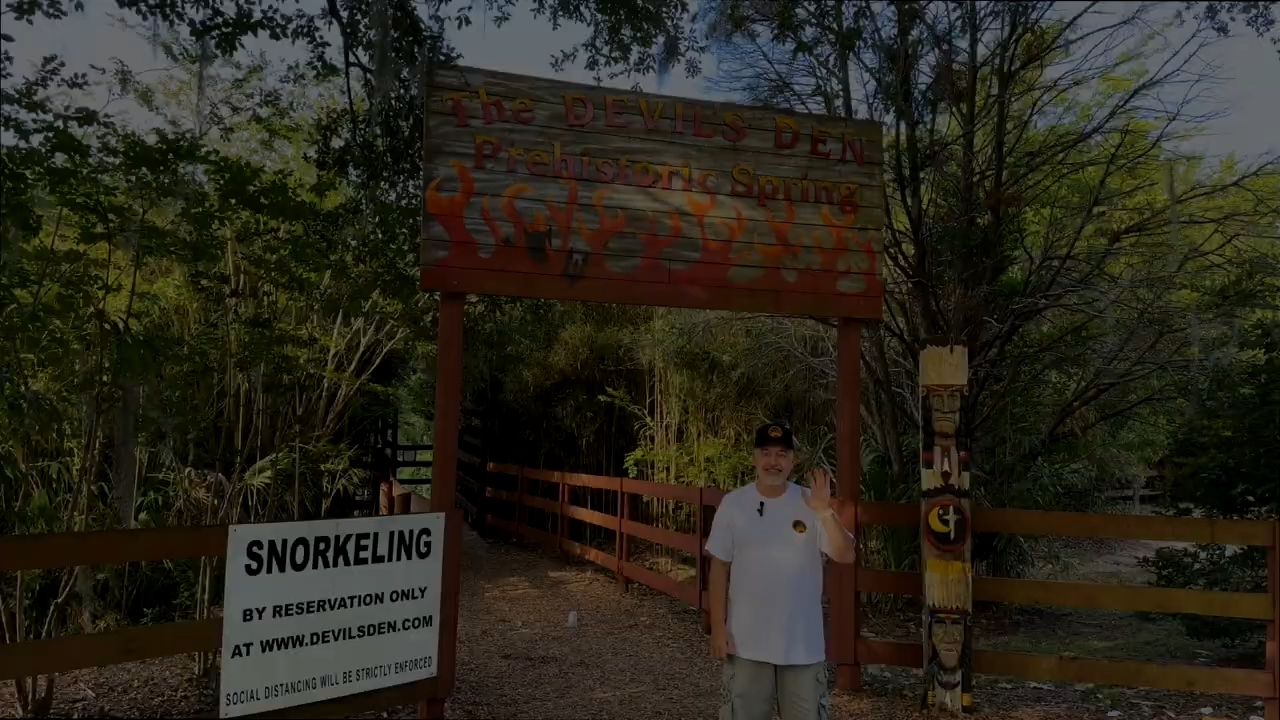 The DEVILS DEN
Prehistoric Spring
SNORKELING
BY RESERVATION ONLY
AT WWW.DEVILSDEN.COM
SOCIAL DISTANCING WILL BE STRICTLY ENFORCED